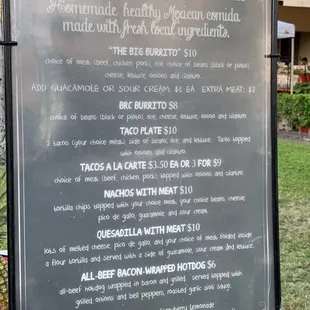 Homemade healthy Mexican comida
made with fresh local ingredients.
"THE BIG BURRITO" $10
choice of meat (beef, chicken, pork), rice, choice of beans (black or pinto)
cheese, lettuce, onions and cilantro.
ADD GUACAMOLE OR SOUR CREAM: $1 EA EXTRA MEAT: $2
BRC BURRITO $8
choice of beans (black or pinto), rice, cheese, lettuce, onion and cilantro.
TACO PLATE $10
2 tacos (your choice meat), side of beans, rice, and lettuce. Tacos topped
with onions and cilantro.
TACOS A LA CARTE $3.50 EA OR 3 FOR $9
choice of meat (beef, chicken, pork), topped with onions and cilantro.
NACHOS WITH MEAT $10
tortilla chips topped with your choice meat, your choice beans, cheese,
pico de gallo, guacamole, and sour cream.
QUESADILLA WITH MEAT $10
lots of melted cheese, pico de gallo, and your choice of meat folded inside
a flour tortilla and served with a side of guacamole, sour cream and lettuce.
ALL-BEEF BACON-WRAPPED HOTDOG $6
all-beef hotdog wrapped in bacon and grilled served topped with
grilled onions and bell peppers, roasted garlic aioli sauce.
Lemonade